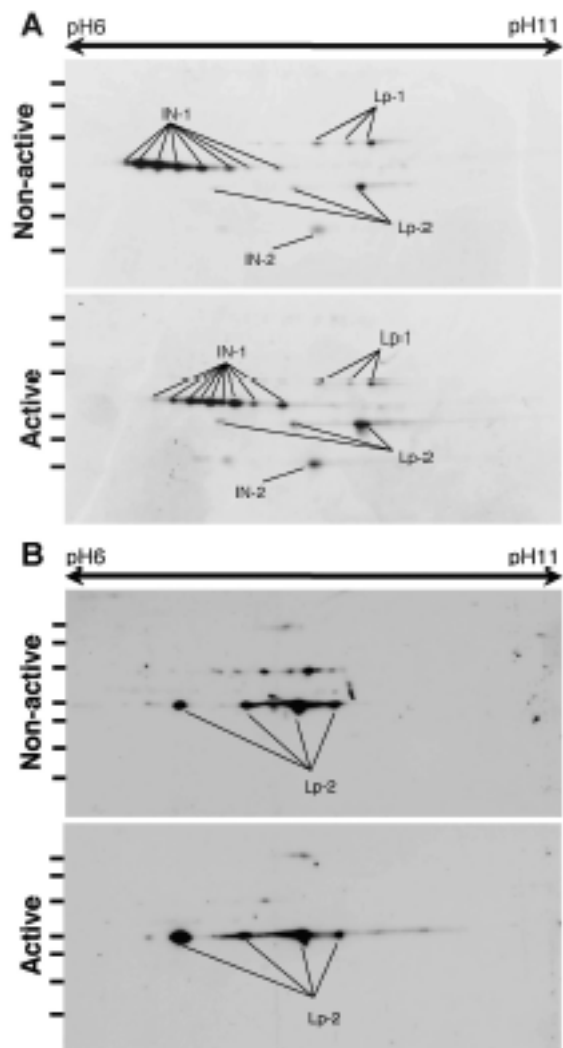 A
pH6 pH11
Non-active
IN-1
Lp-1
Lp-2
IN-2
Active
IN-1
Lp-1
Lp-2
IN-2
B
pH6 pH11
Non-active
Lp-2
Active
Lp-2